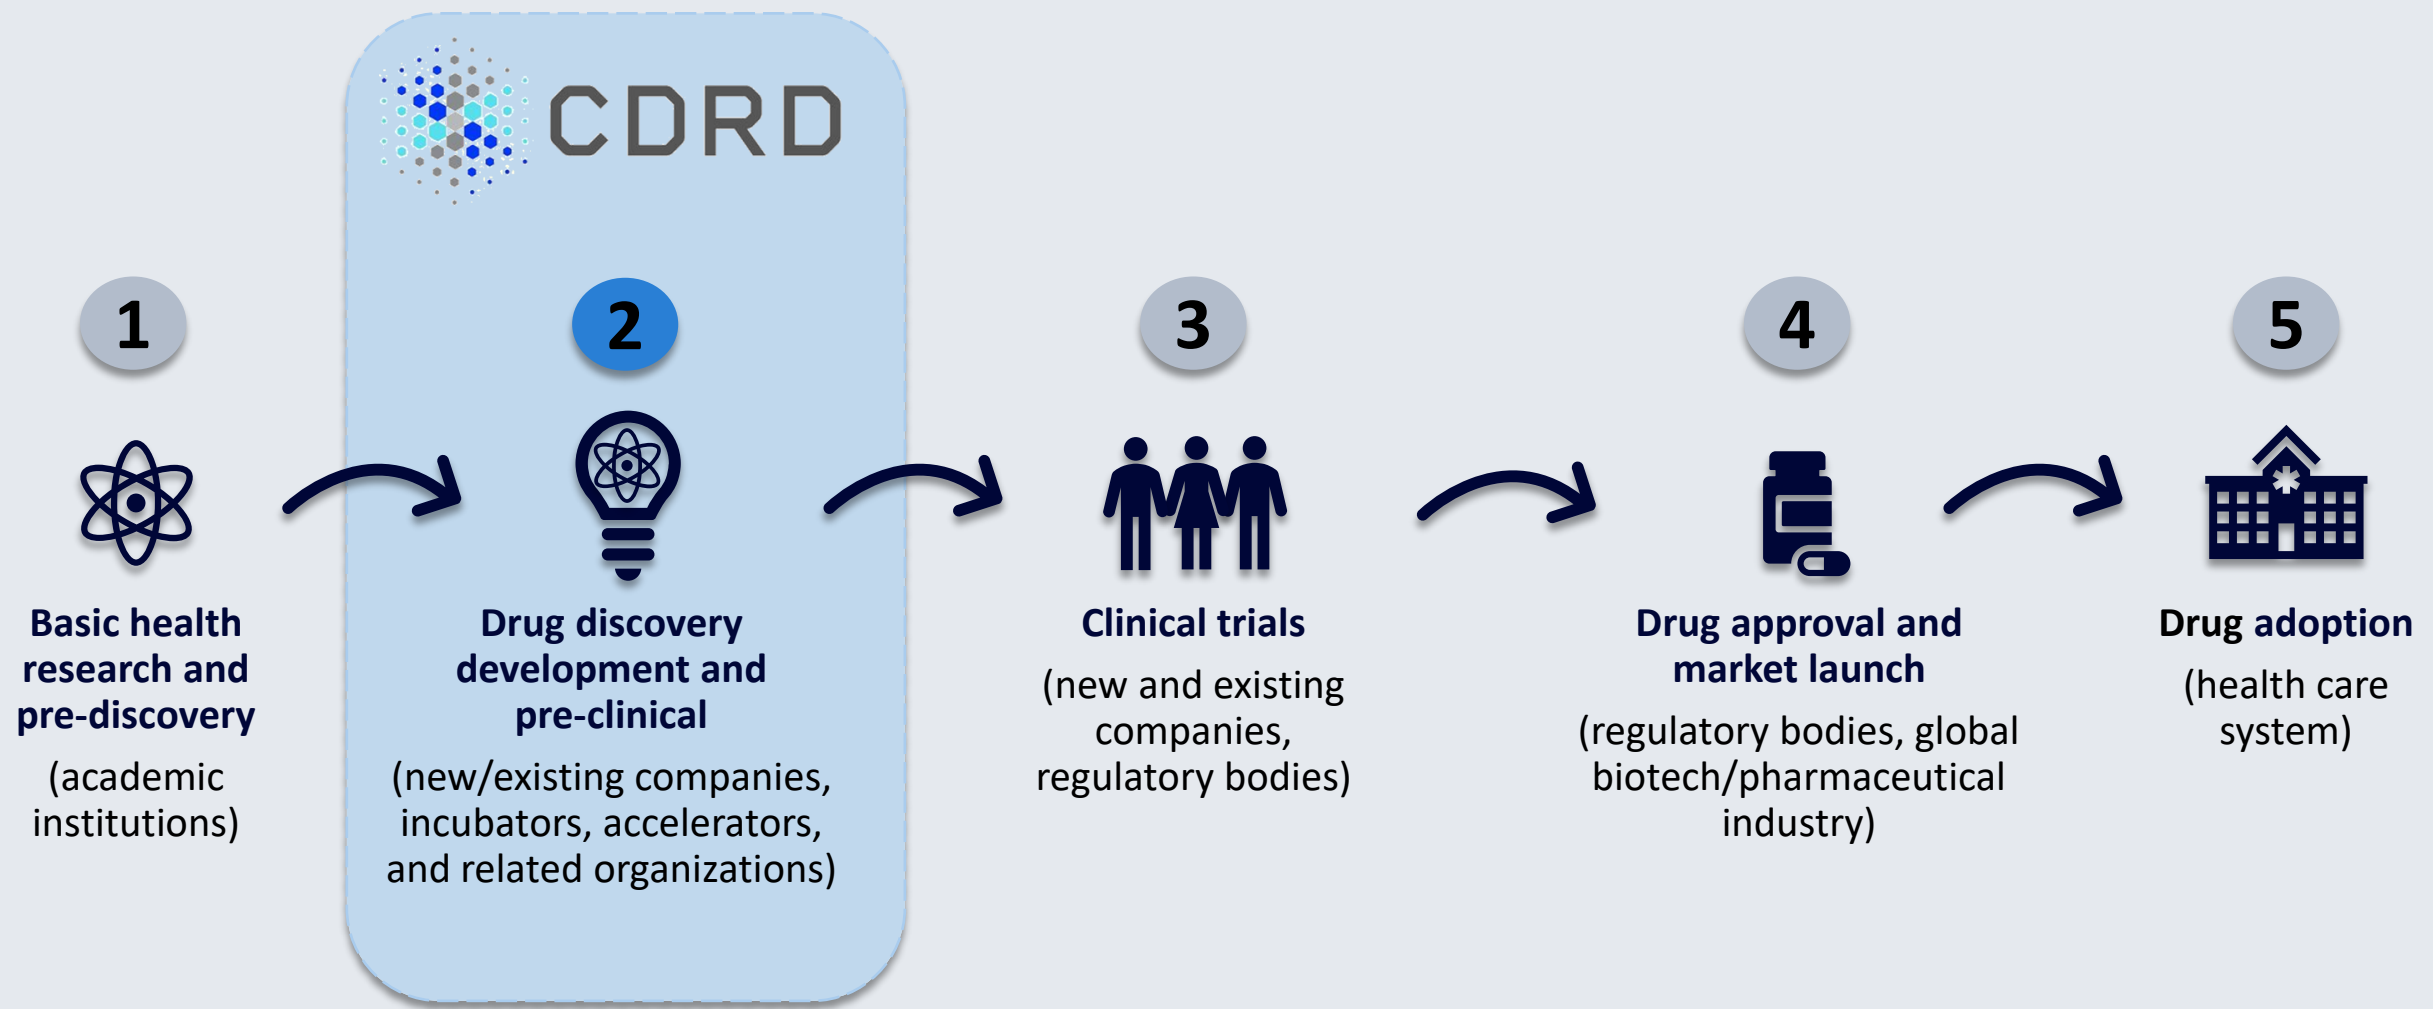 CDRD
1
Basic health
research and
pre-discovery
(academic
institutions)
2
Drug discovery
development and
pre-clinical
(new/existing companies,
incubators, accelerators,
and related organizations)
3
Clinical trials
(new and existing
companies,
regulatory bodies)
4
Drug approval and
market launch
(regulatory bodies, global
biotech/pharmaceutical
industry)
5
Drug adoption
(health care
system)